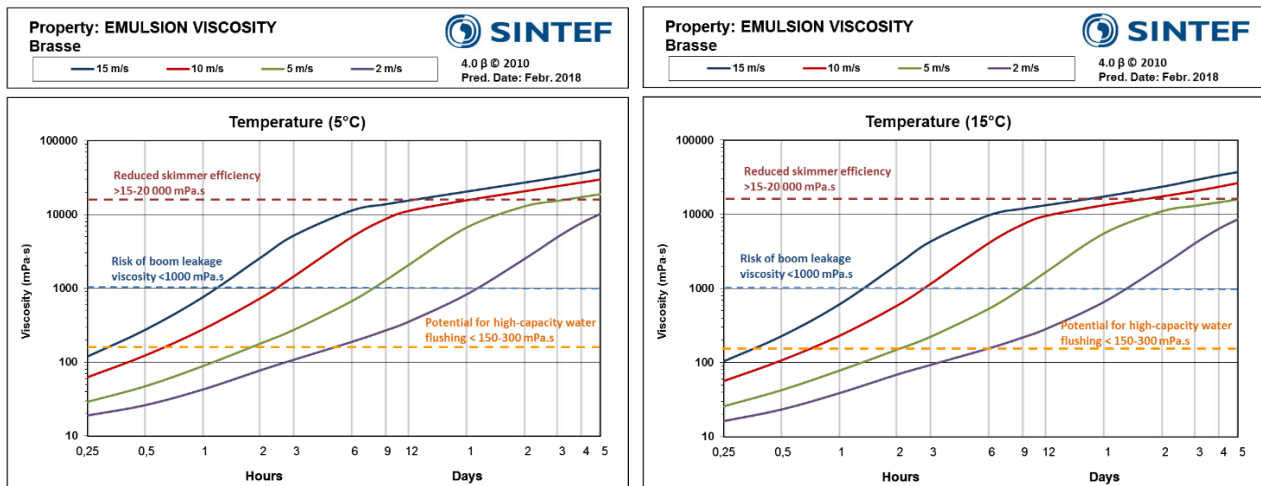 Property: EMULSION VISCOSITY
Brasse
SINTEF
15 m/s 10 m/s 5 m/s 2 m/s
4.0 β © 2010
Pred. Date: Febr. 2018
Temperature (5°C)
Viscosity (mPa·s)
100000
10000
1000
100
10
Reduced skimmer efficiency
>15-20 000 mPa.s
Risk of boom leakage
viscosity <1000 mPa.s
Potential for high-capacity water
flushing < 150-300 mPa.s
0,25 0,5 1 2 3 6 9 12 1 2 3 4 5
Hours Days
Property: EMULSION VISCOSITY
Brasse
SINTEF
15 m/s 10 m/s 5 m/s 2 m/s
4.0 β © 2010
Pred. Date: Febr. 2018
Temperature (15°C)
Viscosity (mPa·s)
100000
10000
1000
100
10
Reduced skimmer efficiency
>15-20 000 mPa.s
Risk of boom leakage
viscosity <1000 mPa.s
Potential for high-capacity water
flushing < 150-300 mPa.s
0,25 0,5 1 2 3 6 9 12 1 2 3 4 5
Hours Days